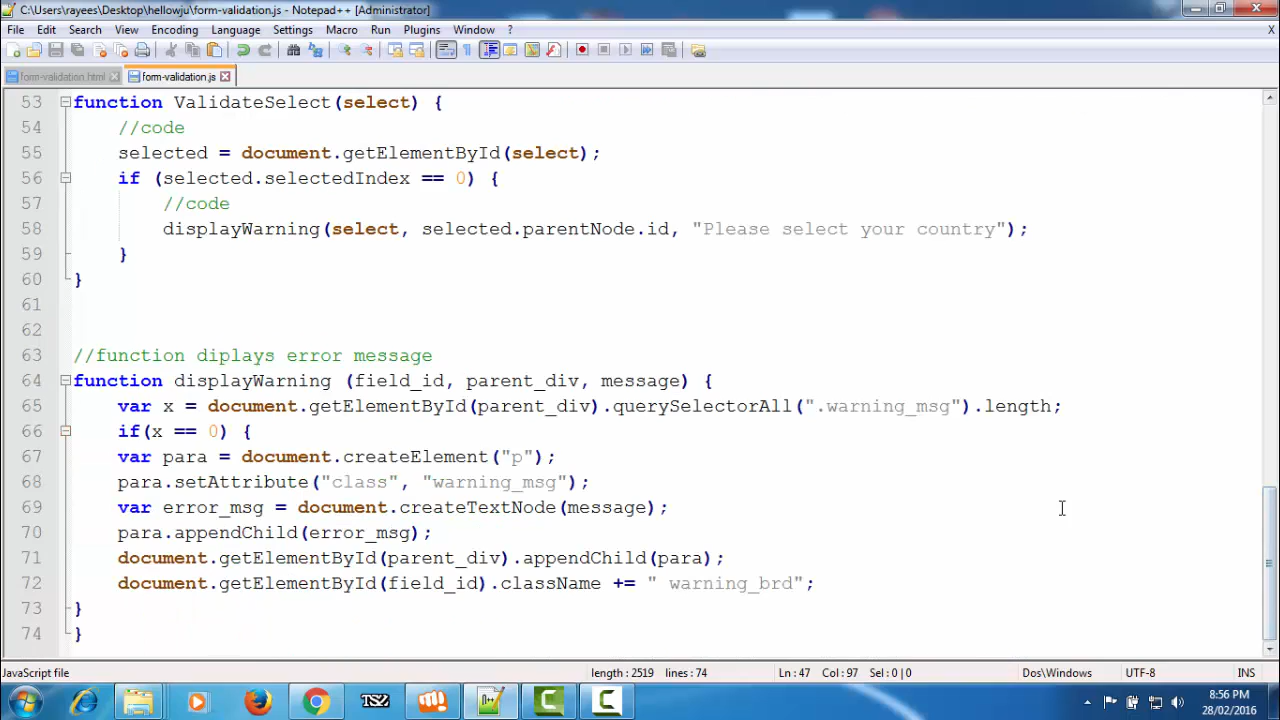 C:\Users\rayees\Desktop\hellowju\form-validation.js - Notepad++ [Administrator]
File Edit Search View Encoding Language Settings Macro Run Plugins Window ? X
form-validation.html form-validation.js
53 function ValidateSelect(select) {
54 //code
55 selected = document.getElementById(select);
56 if (selected.selectedIndex == 0) {
57 //code
58 displayWarning(select, selected.parentNode.id, "Please select your country");
59 }
60 }
61
62
63 //function diplays error message
64 function displayWarning (field_id, parent_div, message) {
65 var x = document.getElementById(parent_div).querySelectorAll(".warning_msg").length;
66 if(x == 0) {
67 var para = document.createElement("p");
68 para.setAttribute("class", "warning_msg");
69 var error_msg = document.createTextNode(message);
70 para.appendChild(error_msg);
71 document.getElementById(parent_div).appendChild(para);
72 document.getElementById(field_id).className += " warning_brd";
73 }
74 }
JavaScript file length : 2519 lines : 74 Ln : 47 Col : 97 Sel : 0 | 0 Dos\Windows UTF-8 INS
TS2
8:56 PM
28/02/2016